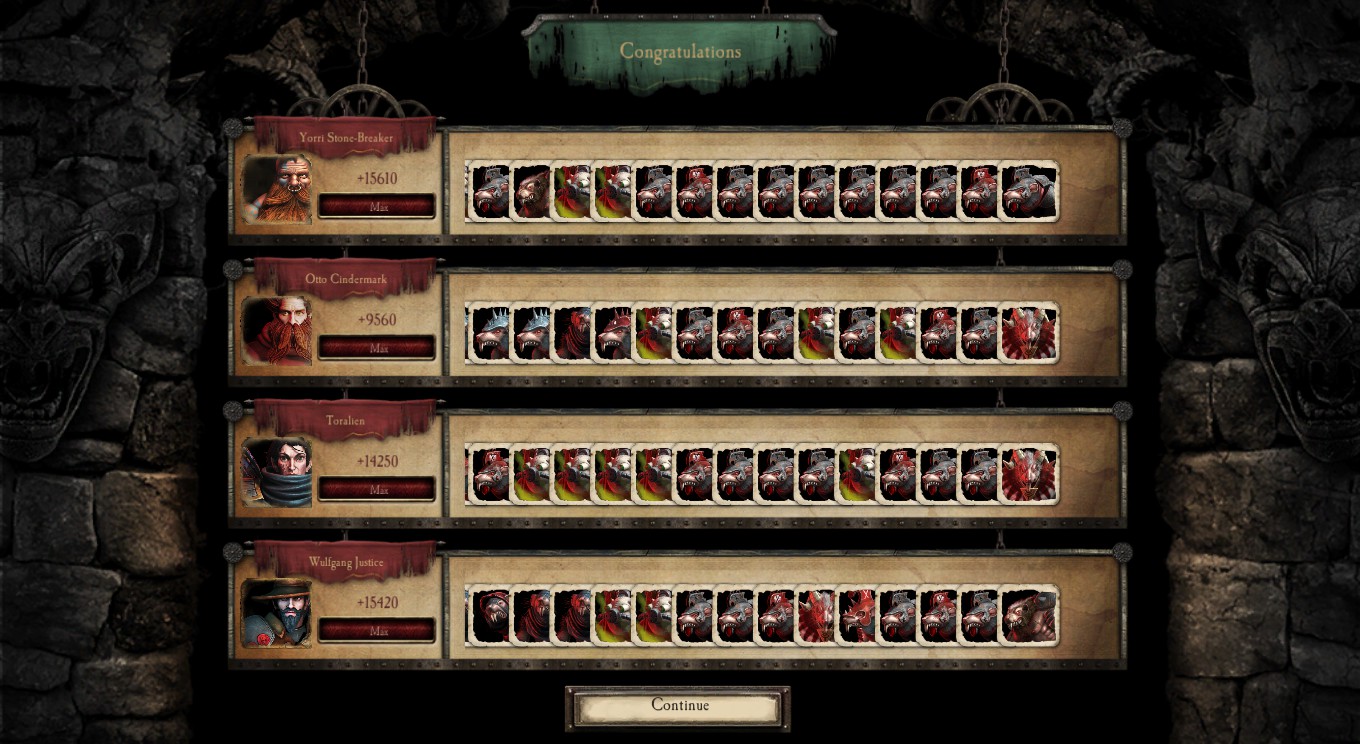 Congratulations
Yorri Stone-Breaker
+15610
Max
Otto Cindermark
+9560
Max
Toralien
+14250
Max
Wulfgang Justice
+15420
Max
Continue